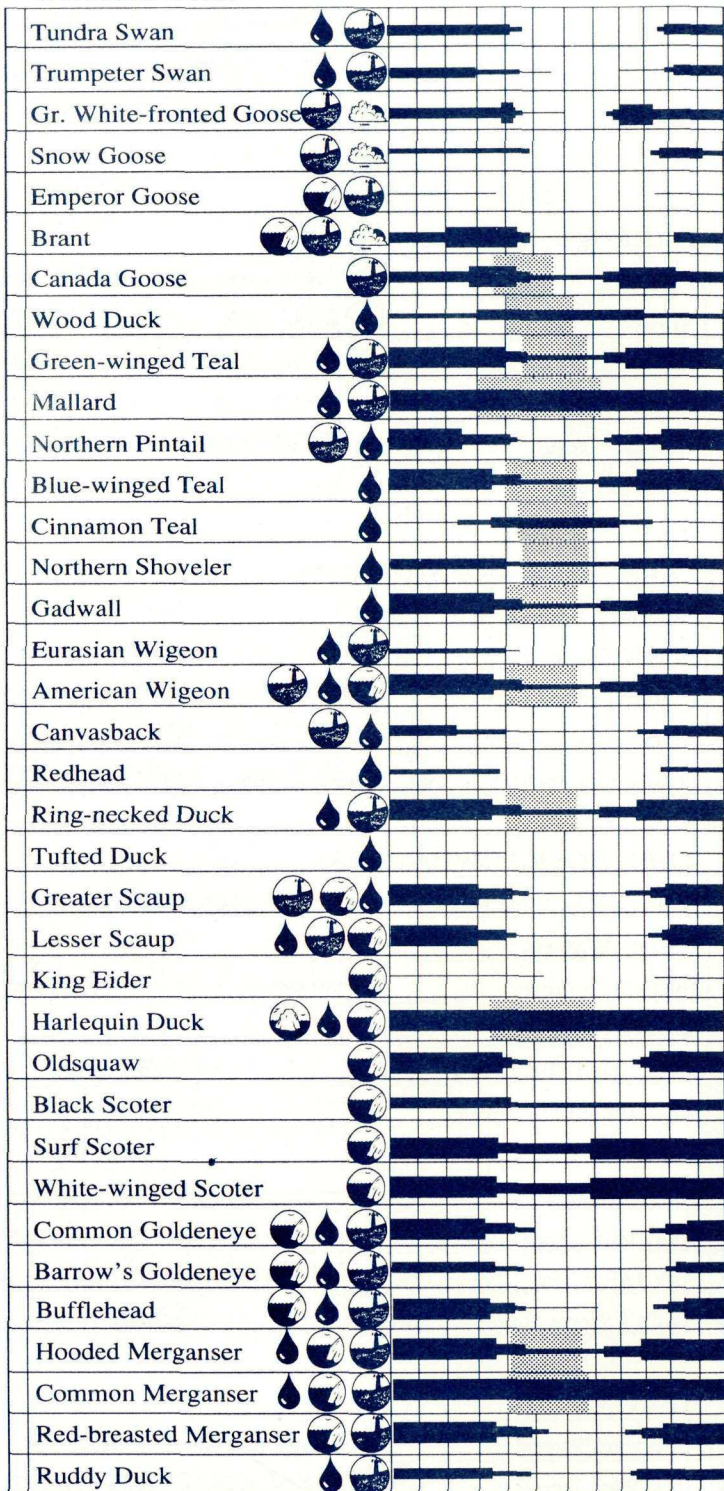 Tundra Swan
Trumpeter Swan
Gr. White-fronted Goose
Snow Goose
Emperor Goose
Brant
Canada Goose
Wood Duck
Green-winged Teal
Mallard
Northern Pintail
Blue-winged Teal
Cinnamon Teal
Northern Shoveler
Gadwall
Eurasian Wigeon
American Wigeon
Canvasback
Redhead
Ring-necked Duck
Tufted Duck
Greater Scaup
Lesser Scaup
King Eider
Harlequin Duck
Oldsquaw
Black Scoter
Surf Scoter
White-winged Scoter
Common Goldeneye
Barrow's Goldeneye
Bufflehead
Hooded Merganser
Common Merganser
Red-breasted Merganser
Ruddy Duck